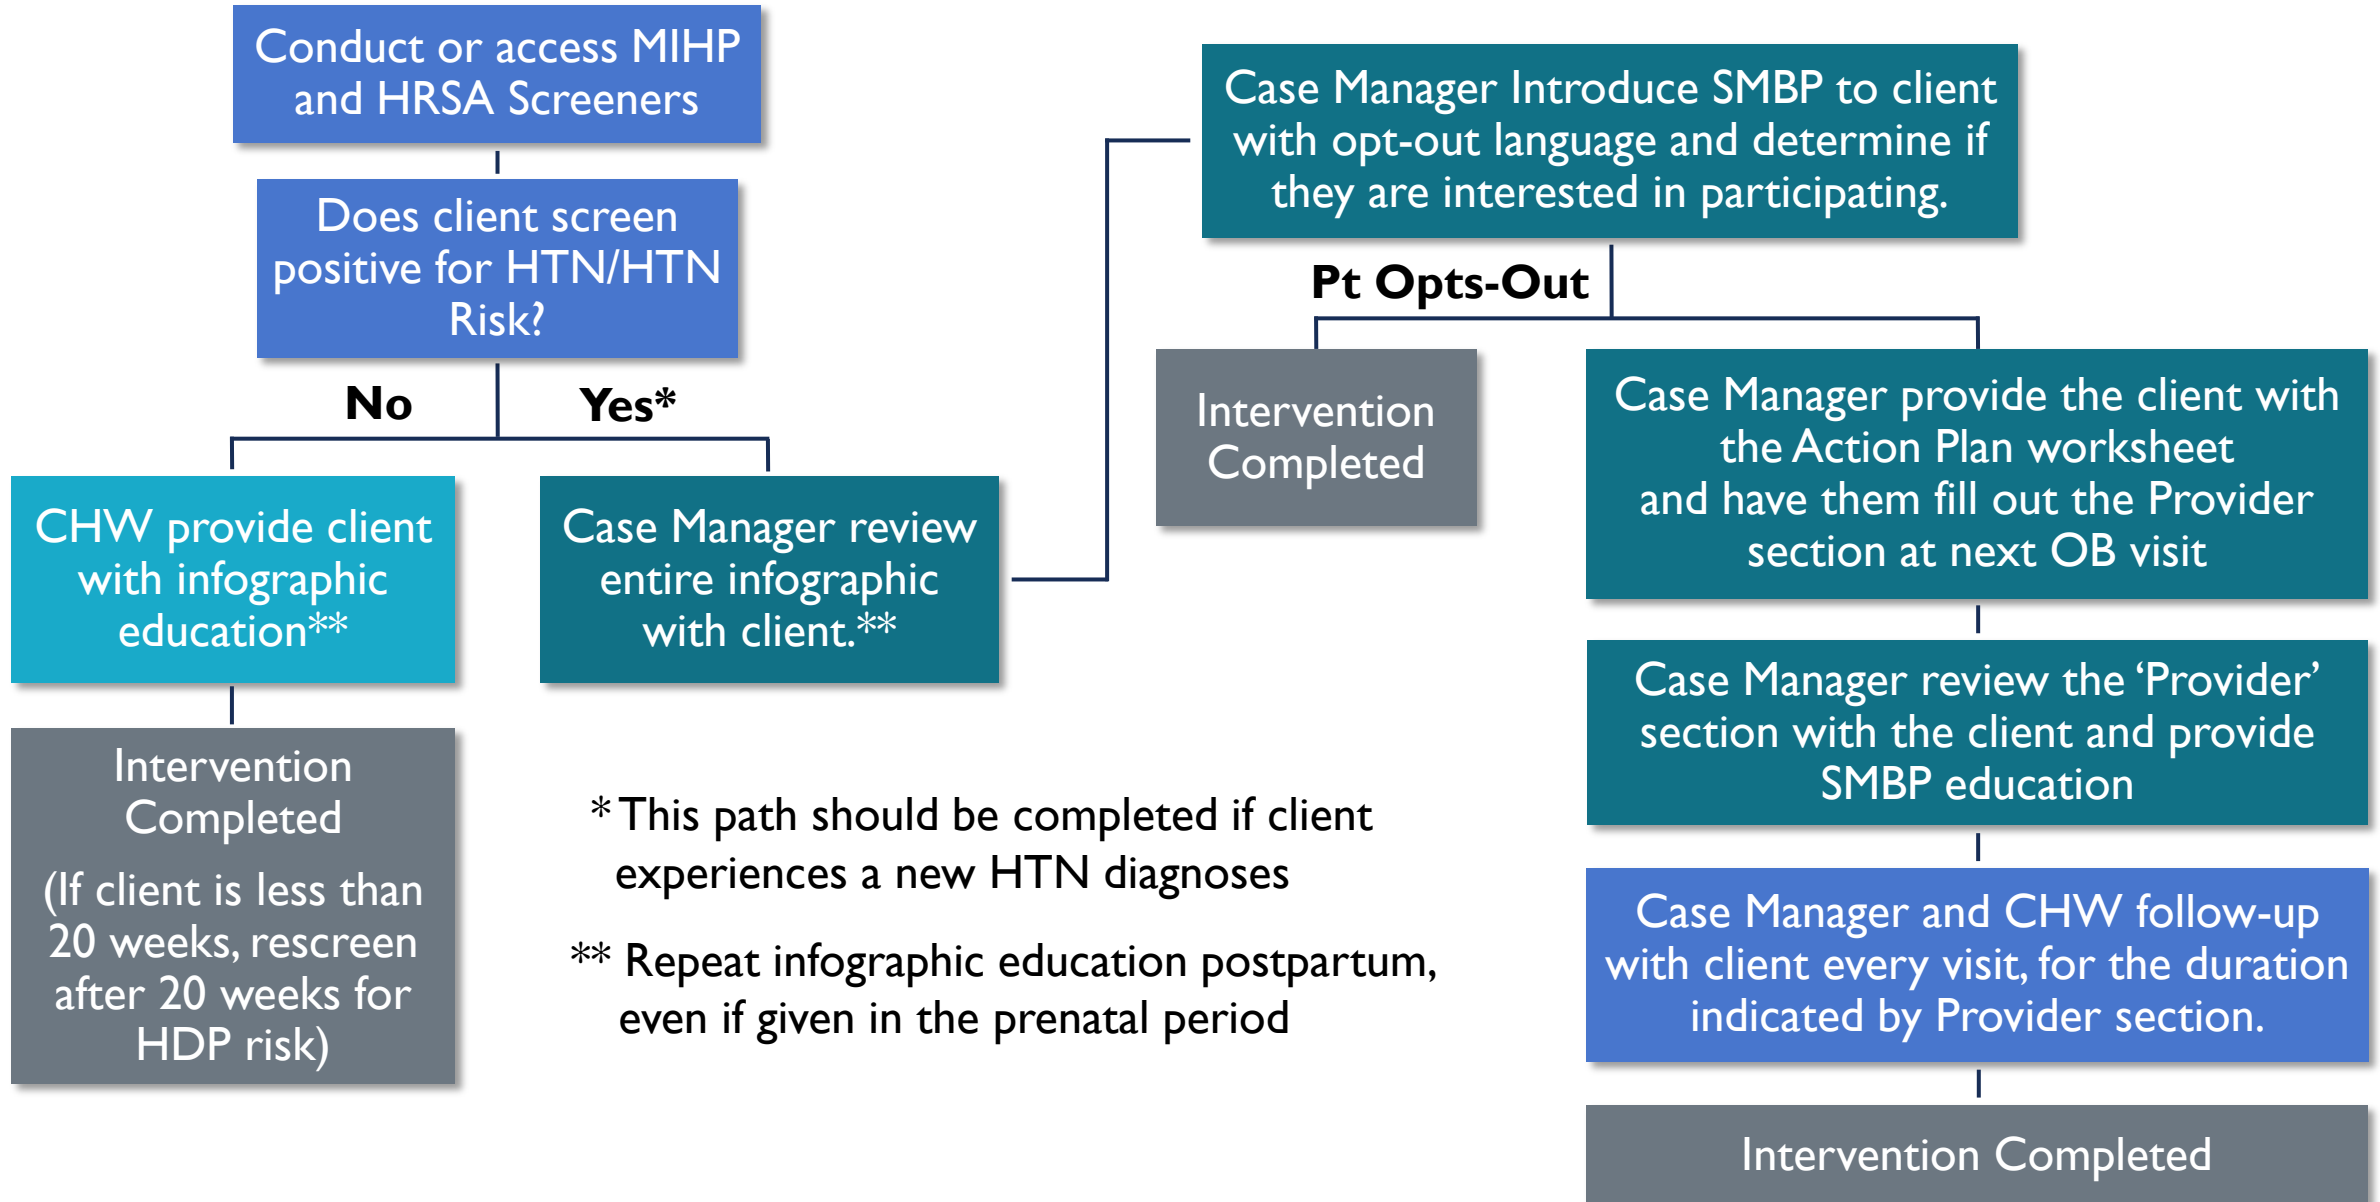 Conduct or access MIHP
and HRSA Screeners
Does client screen
positive for HTN/HTN
Risk?
No
Yes*
CHW provide client
with infographic
education**
Intervention
Completed
(If client is less than
20 weeks, rescreen
after 20 weeks for
HDP risk)
Case Manager review
entire infographic
with client.**
Case Manager Introduce SMBP to client
with opt-out language and determine if
they are interested in participating.
Pt Opts-Out
Intervention
Completed
Case Manager provide the client with
the Action Plan worksheet
and have them fill out the Provider
section at next OB visit
Case Manager review the ‘Provider’
section with the client and provide
SMBP education
Case Manager and CHW follow-up
with client every visit, for the duration
indicated by Provider section.
Intervention Completed
* This path should be completed if client
experiences a new HTN diagnoses
** Repeat infographic education postpartum,
even if given in the prenatal period